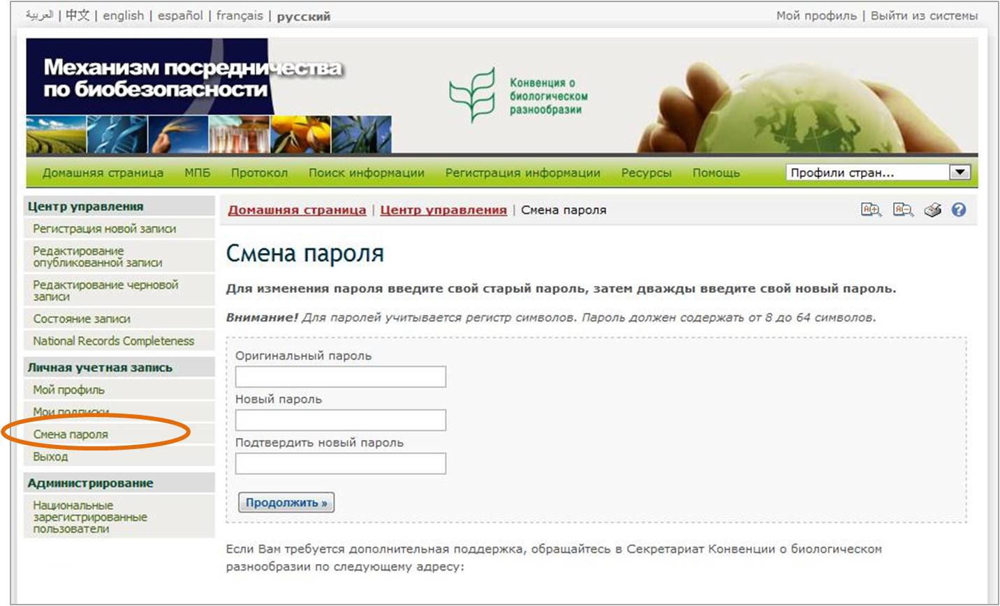 العربية | 中文 | english | español | français | русский
Мой профиль | Выйти из системы
Механизм посредничества
по биобезопасности
Конвенция о
биологическом
разнообразии
Домашняя страница МПБ Протокол Поиск информации Регистрация информации Ресурсы Помощь Профили стран...
Центр управления
Регистрация новой записи
Редактирование
опубликованной записи
Редактирование черновой
записи
Состояние записи
National Records Completeness
Личная учетная запись
Мой профиль
Мои подписки
Смена пароля
Выход
Администрирование
Национальные
зарегистрированные
пользователи
Домашняя страница | Центр управления | Смена пароля
Смена пароля
Для изменения пароля введите свой старый пароль, затем дважды введите свой новый пароль.
Внимание! Для паролей учитывается регистр символов. Пароль должен содержать от 8 до 64 символов.
Оригинальный пароль
Новый пароль
Подтвердить новый пароль
Продолжить »
Если Вам требуется дополнительная поддержка, обращайтесь в Секретариат Конвенции о биологическом
разнообразии по следующему адресу: